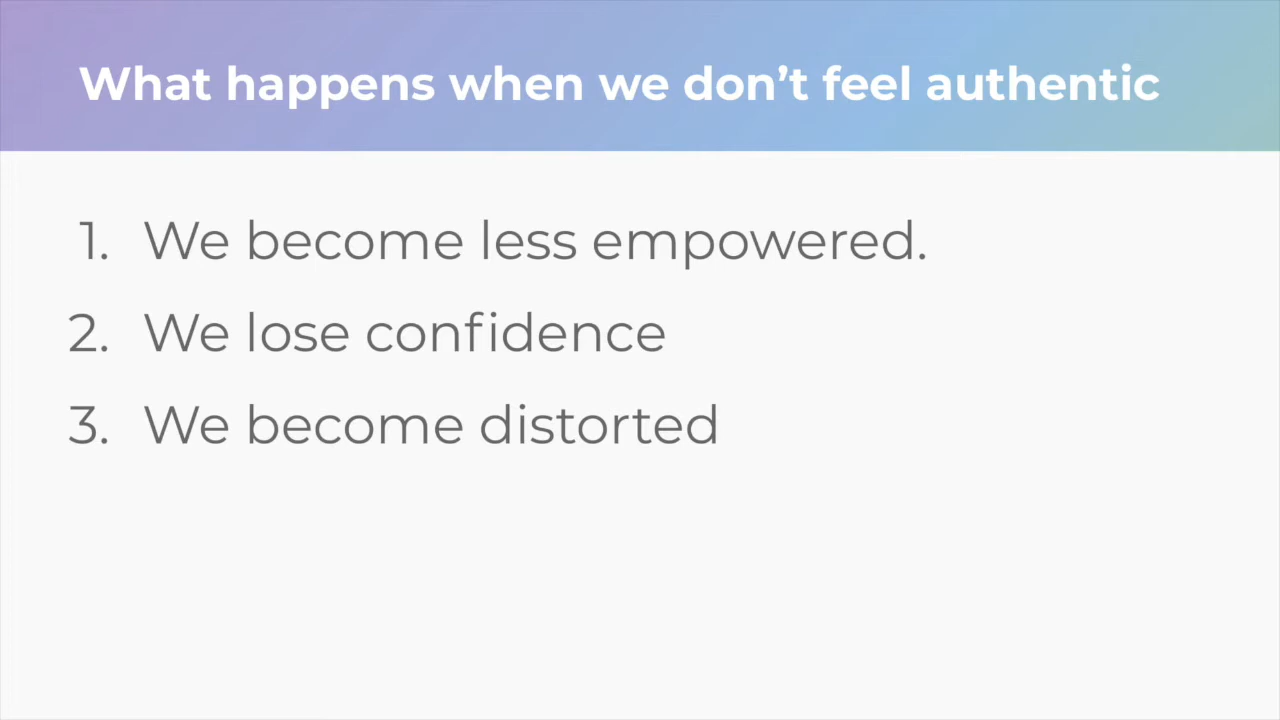 What happens when we don’t feel authentic
1. We become less empowered.
2. We lose confidence
3. We become distorted